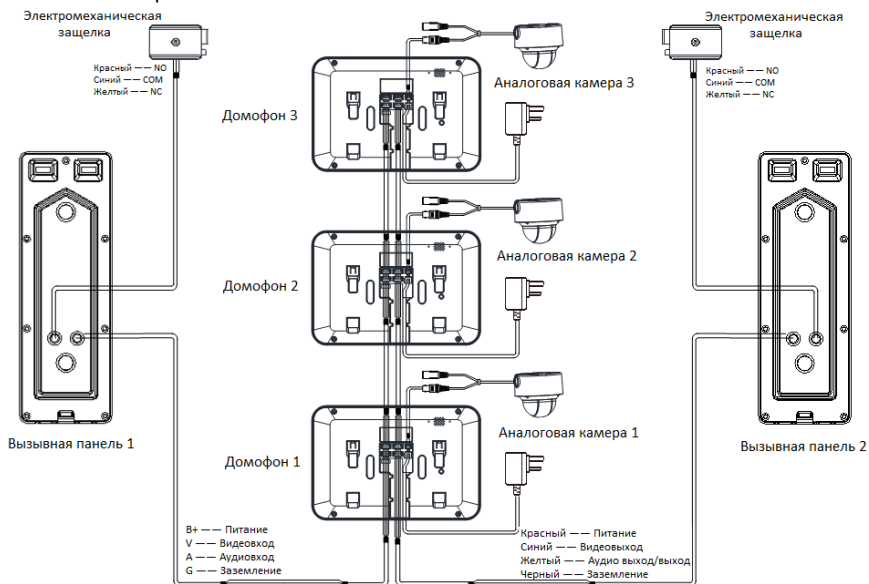 Электромеханическая
защелка
Красный —— NO
Синий —— COM
Желтый —— NC
Электромеханическая
защелка
Красный —— NO
Синий —— COM
Желтый —— NC
Аналоговая камера 3
Домофон 3
Аналоговая камера 2
Домофон 2
Аналоговая камера 1
Домофон 1
Вызывная панель 1
Вызывная панель 2
B+ —— Питание
V —— Видеовход
A —— Аудиовход
G —— Заземление
Красный —— Питание
Синий —— Видеовыход
Желтый —— Аудио выход/выход
Черный —— Заземление